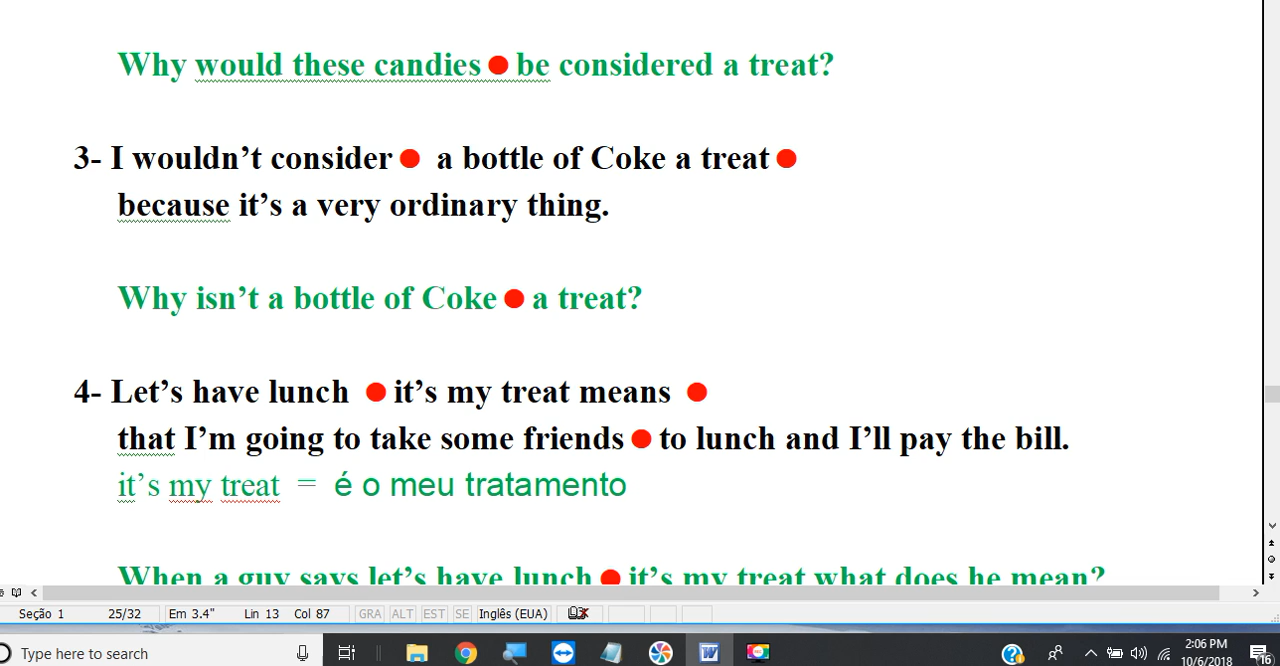 Why would these candies be considered a treat?
3- I wouldn’t consider a bottle of Coke a treat
because it’s a very ordinary thing.
Why isn’t a bottle of Coke a treat?
4- Let’s have lunch it’s my treat means
that I’m going to take some friends to lunch and I’ll pay the bill.
it’s my treat = é o meu tratamento
When a guy says let’s have lunch it’s my treat what does he mean?
Seção 1 25/32 Em 3.4" Lin 13 Col 87 GRA ALT EST SE Inglês (EUA)
Type here to search
2:06 PM
10/6/2018